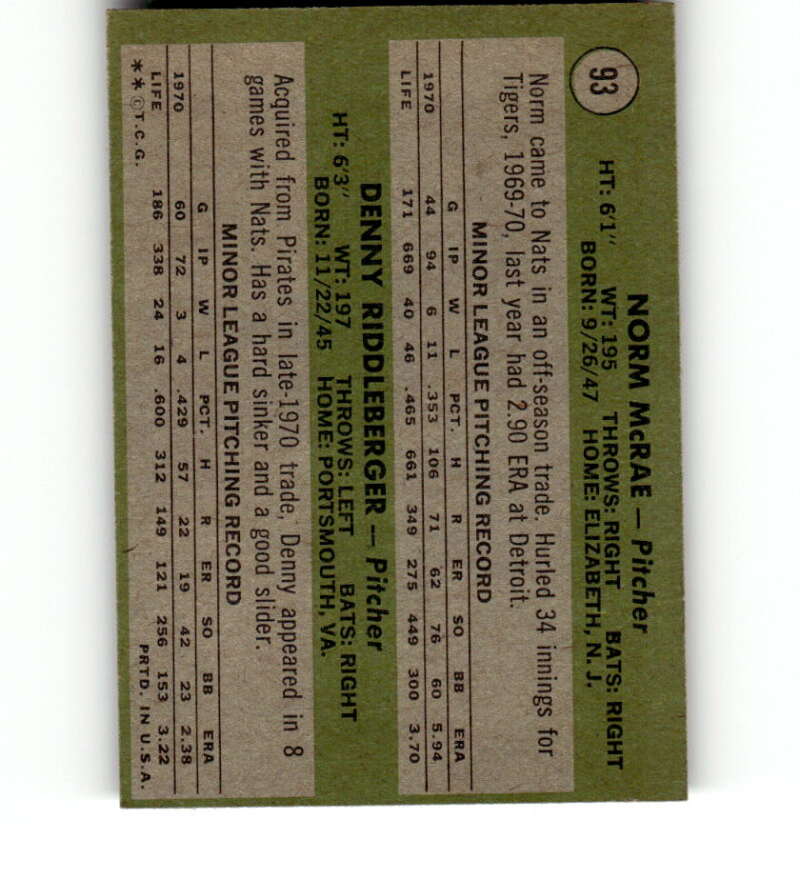 93
NORM McRAE — Pitcher
HT: 6'1" WT: 195 THROWS: RIGHT BATS: RIGHT
BORN: 9/26/47 HOME: ELIZABETH, N. J.
Norm came to Nats in an off-season trade. Hurled 34 innings for
Tigers, 1969-70, last year had 2.90 ERA at Detroit.
MINOR LEAGUE PITCHING RECORD
G IP W L PCT. H R ER SO BB ERA
1970 44 94 6 11 .353 106 71 62 76 60 5.94
LIFE 171 669 40 46 .465 661 349 275 449 300 3.70
DENNY RIDDLEBERGER — Pitcher
HT: 6'3" WT: 197 THROWS: LEFT BATS: RIGHT
BORN: 11/22/45 HOME: PORTSMOUTH, VA.
Acquired from Pirates in late-1970 trade, Denny appeared in 8
games with Nats. Has a hard sinker and a good slider.
MINOR LEAGUE PITCHING RECORD
G IP W L PCT. H R ER SO BB ERA
1970 60 72 3 4 .429 57 22 19 42 23 2.38
LIFE 186 338 24 16 .600 312 149 121 256 153 3.22
**©T.C.G. PRTD. IN U.S.A.